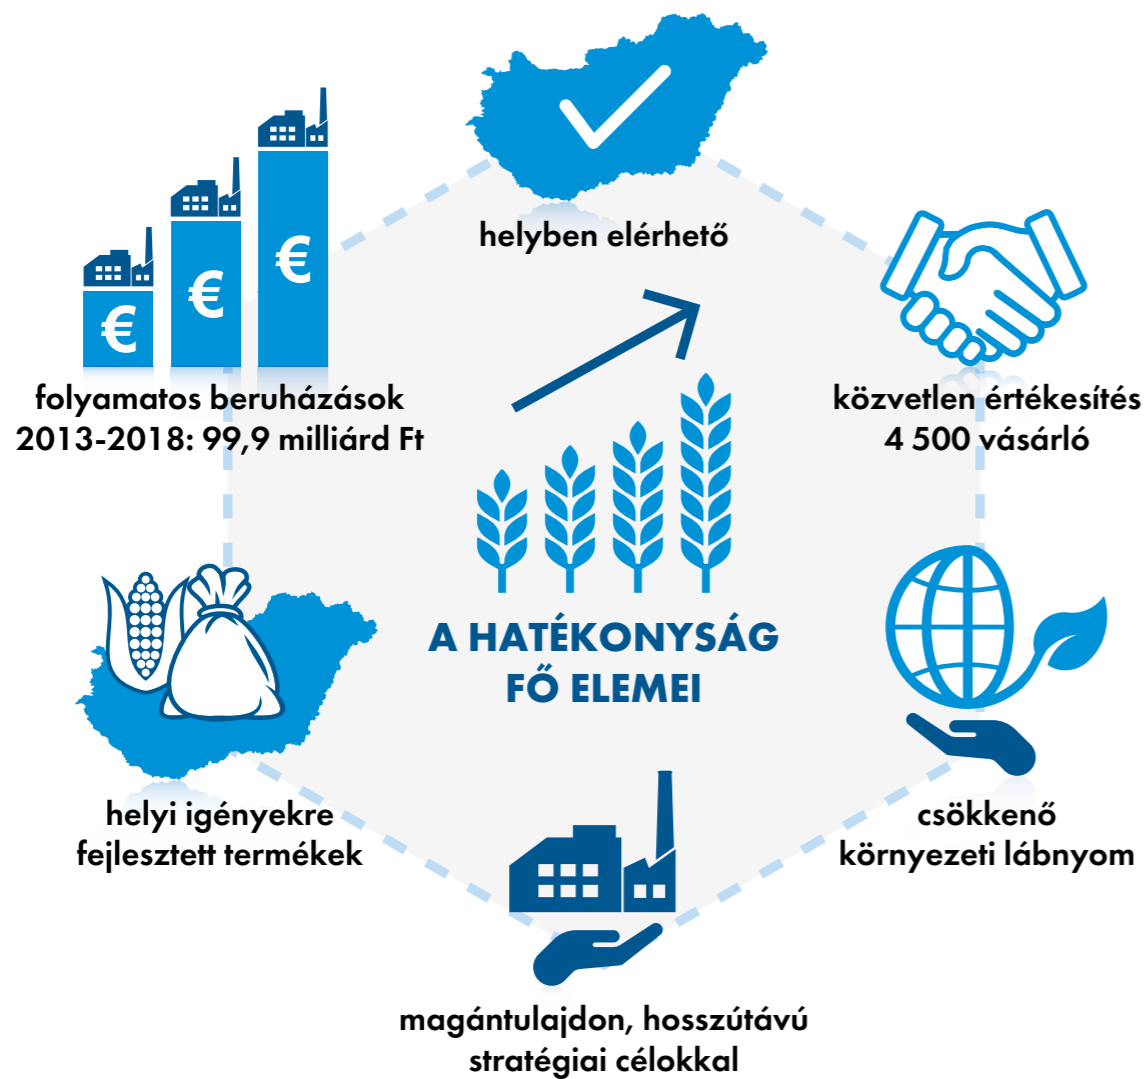 helyben elérhető
€
€
€
folyamatos beruházások
2013-2018: 99,9 milliárd Ft
közvetlen értékesítés
4 500 vásárló
A HATÉKONYSÁG
FŐ ELEMEI
helyi igényekre
fejlesztett termékek
csökkenő
környezeti lábnyom
magántulajdon, hosszútávú
stratégiai célokkal